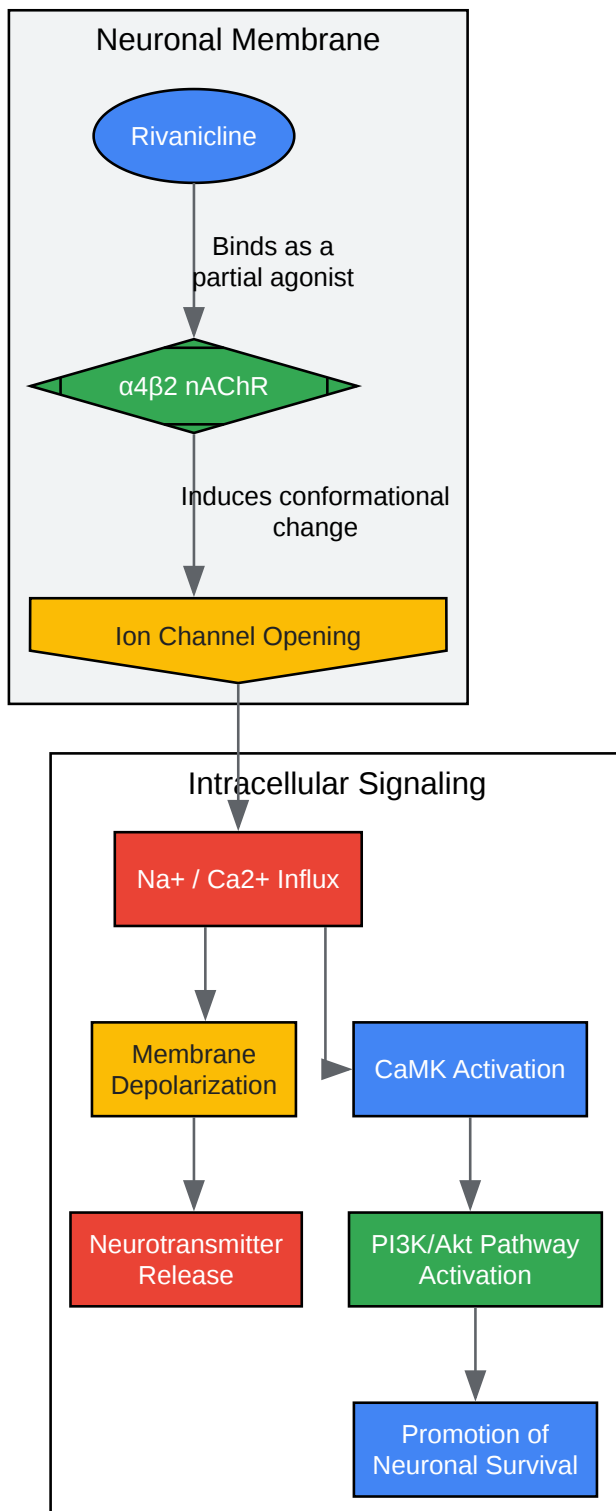 Neuronal Membrane
Rivanicline
Binds as a
partial agonist
α4β2 nAChR
Induces conformational
change
Ion Channel Opening
Intracellular Signaling
Na+ / Ca2+ Influx
Membrane
Depolarization
CaMK Activation
Neurotransmitter
Release
PI3K/Akt Pathway
Activation
Promotion of
Neuronal Survival